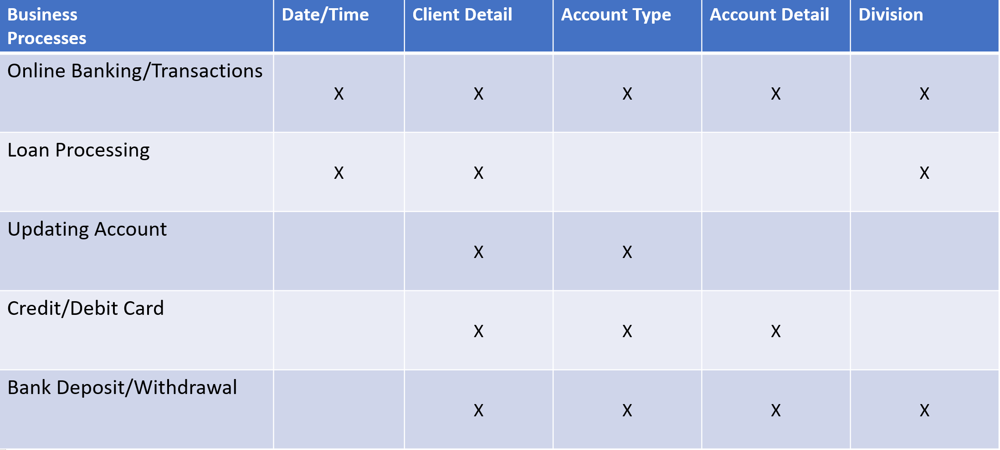 Business Processes Date/Time Client Detail Account Type Account Detail Division
Online Banking/Transactions X X X X X
Loan Processing X X X
Updating Account X X
Credit/Debit Card X X X
Bank Deposit/Withdrawal X X X X